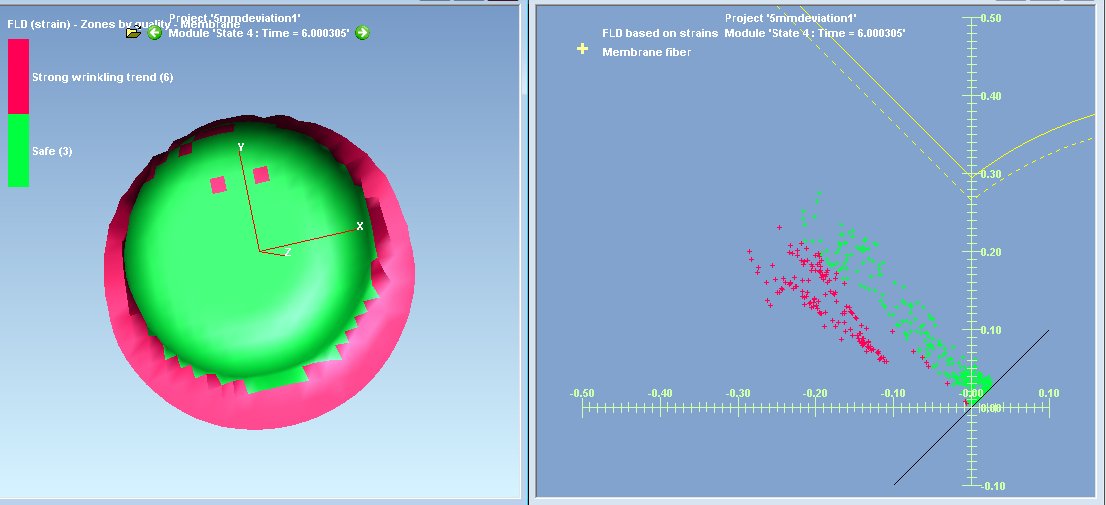 Project '5mmdeviation1'
FLD (strain) - Zones by quality - Membrane
Module 'State 4 : Time = 6.000305'
Strong wrinkling trend (6)
Safe (3)
Y
X
Z
Project '5mmdeviation1'
FLD based on strains Module 'State 4 : Time = 6.000305'
Membrane fiber
0.50
0.40
0.30
0.20
0.10
-0.50
-0.40
-0.30
-0.20
-0.10
0.00
0.10
0.00
-0.10